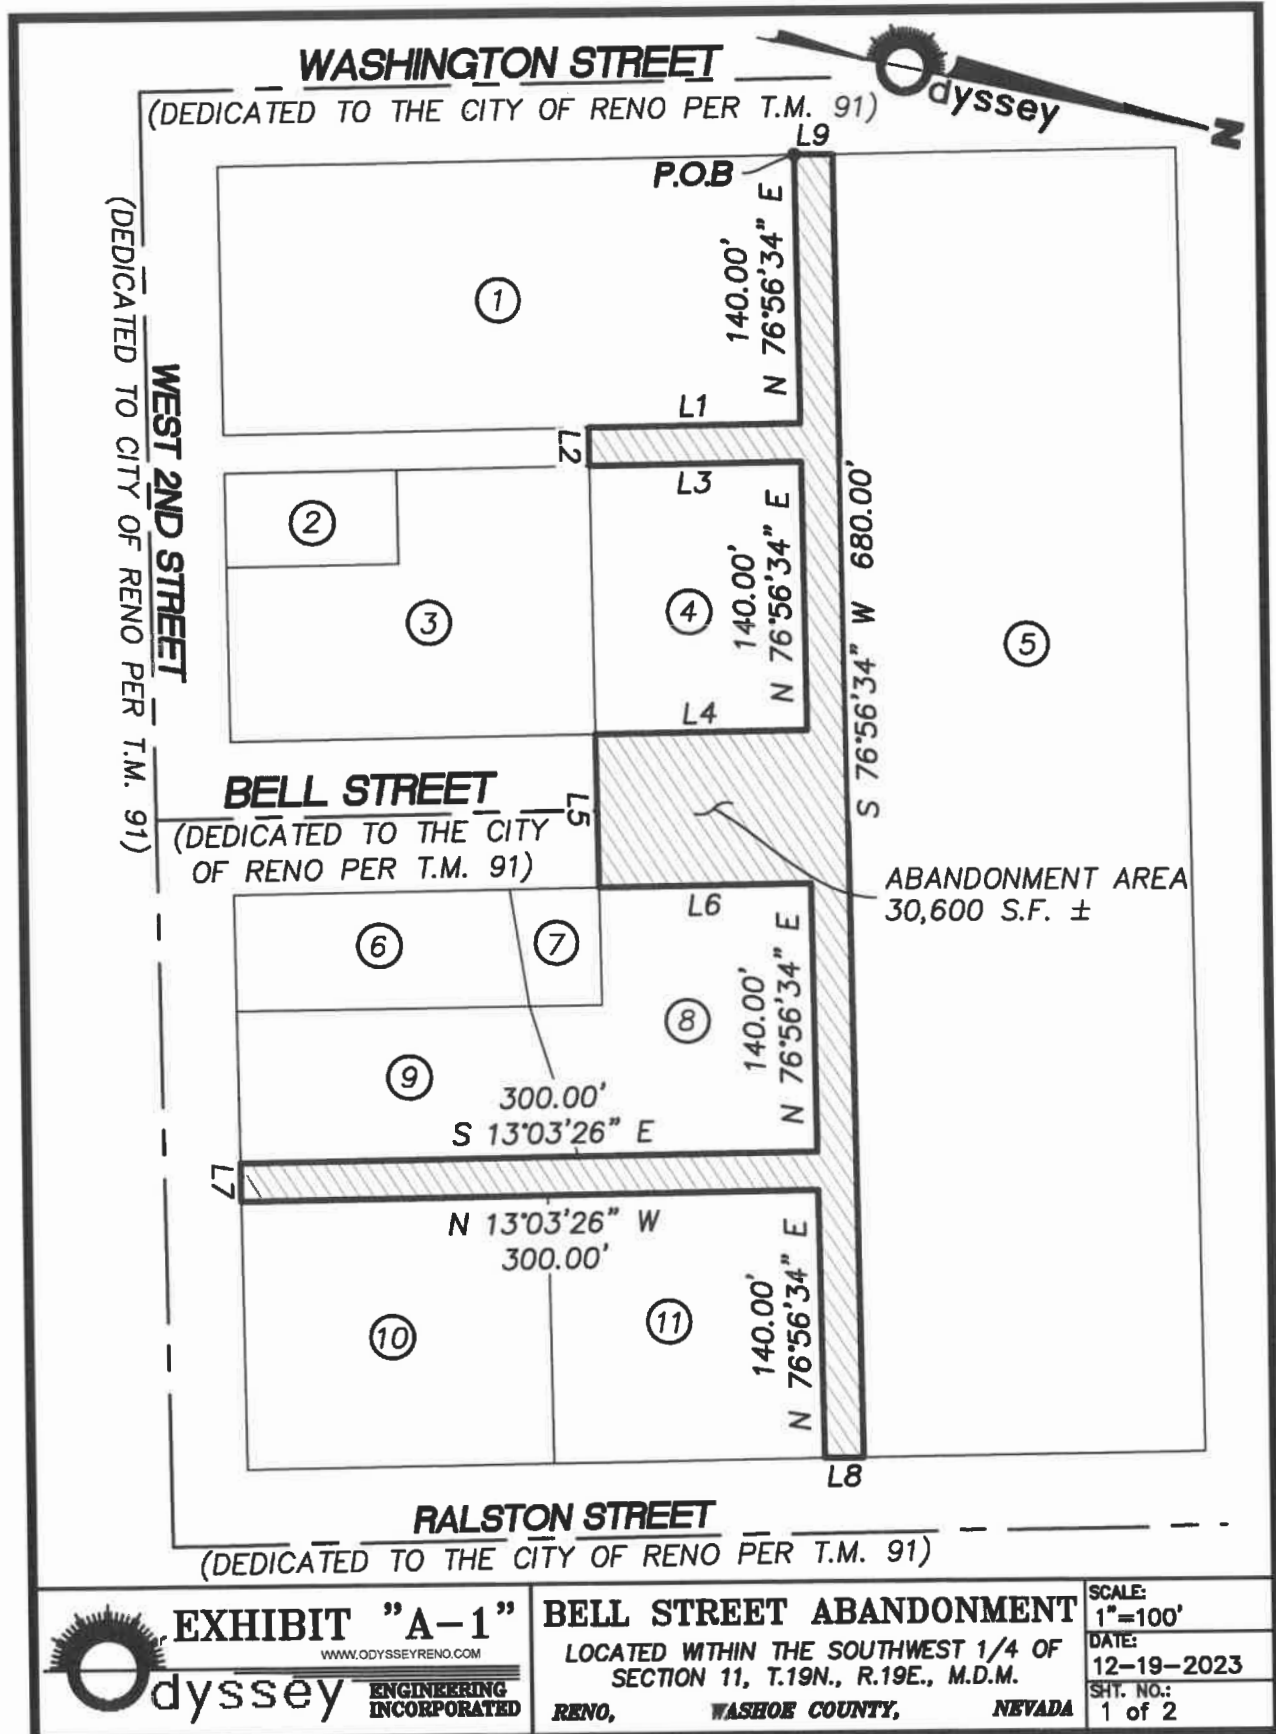 WASHINGTON STREET
(DEDICATED TO THE CITY OF RENO PER T.M. 91)
dyssey
N
L9
P.O.B
140.00'
N 76°56'34" E
1
L1
L2
L3
WEST 2ND STREET
(DEDICATED TO CITY OF RENO PER T.M. 91)
2
3
4
140.00'
N 76°56'34" E
S 76°56'34" W 680.00'
5
L4
BELL STREET
(DEDICATED TO THE CITY
OF RENO PER T.M. 91)
L5
ABANDONMENT AREA
30,600 S.F. ±
L6
6
7
8
140.00'
N 76°56'34" E
9
300.00'
S 13°03'26" E
L7
N 13°03'26" W
300.00'
10
11
140.00'
N 76°56'34" E
L8
RALSTON STREET
(DEDICATED TO THE CITY OF RENO PER T.M. 91)
EXHIBIT "A-1"
WWW.ODYSSEYRENO.COM
dyssey
ENGINEERING
INCORPORATED
BELL STREET ABANDONMENT
LOCATED WITHIN THE SOUTHWEST 1/4 OF
SECTION 11, T.19N., R.19E., M.D.M.
RENO, WASHOE COUNTY, NEVADA
SCALE:
1"=100'
DATE:
12-19-2023
SHT. NO.:
1 of 2